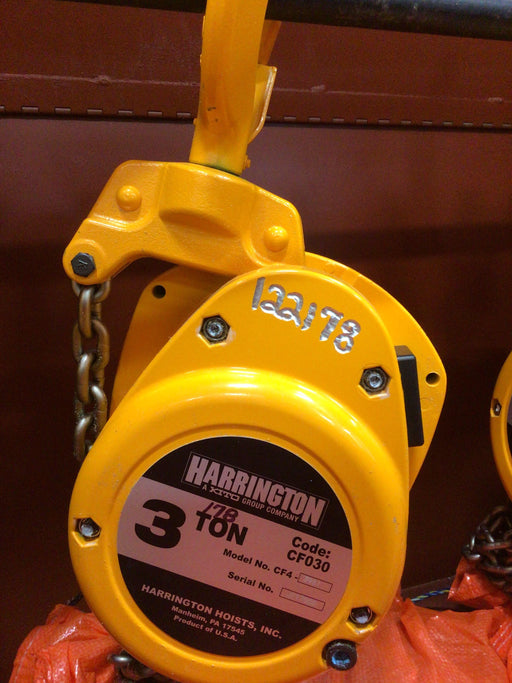 122178
HARRINGTON
A KITO GROUP COMPANY
178
3 TON
Code:
CF030
Model No. CF4-
Serial No.
HARRINGTON HOISTS, INC.
Manheim, PA 17545
Product of U.S.A.